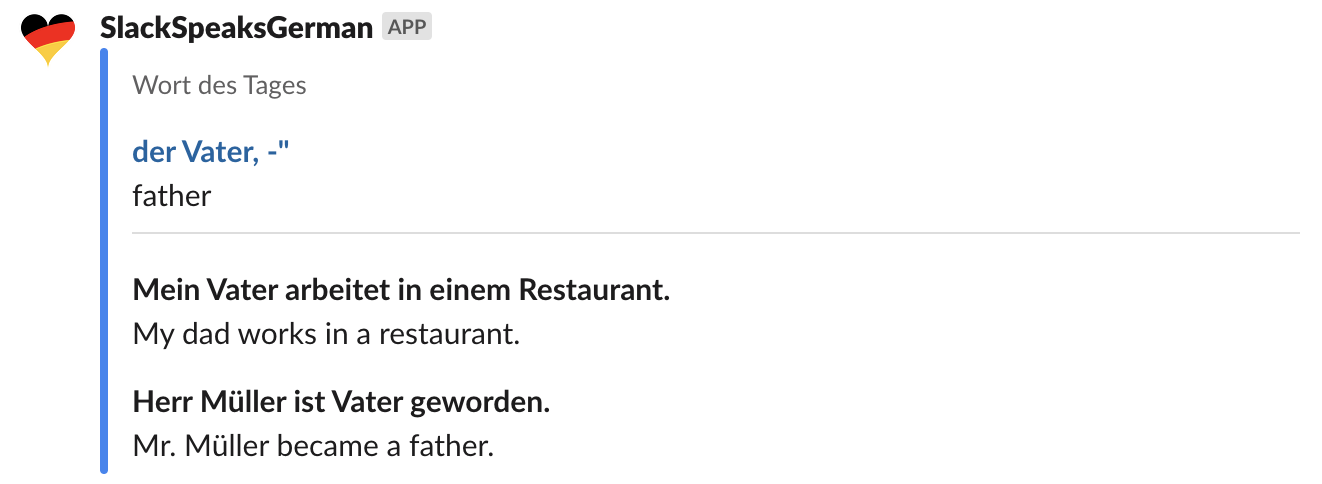 SlackSpeaksGerman APP
Wort des Tages
der Vater, -"
father
Mein Vater arbeitet in einem Restaurant.
My dad works in a restaurant.
Herr Müller ist Vater geworden.
Mr. Müller became a father.